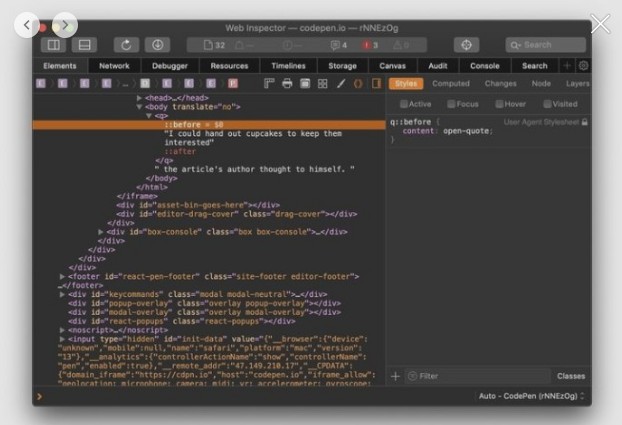 Web Inspector — codepen.io — rNNEzOg
32
4
3
0
Search
Elements Network Debugger Resources Timelines Storage Canvas Audit Console Search
Styles Computed Changes Node Layers
Active Focus Hover Visited
<head>…</head>
<body translate="no">
<q>
::before = $0
"I could hand out cupcakes to keep them
interested"
::after
</q>
" the article's author thought to himself. "
</body>
</html>
</iframe>
<div id="asset-bin-goes-here"></div>
<div id="editor-drag-cover" class="drag-cover"></div>
</div>
<div id="box-console" class="box box-console">…</div>
</div>
</div>
</div>
<footer id="react-pen-footer" class="site-footer editor-footer">
…</footer>
<div id="keycommands" class="modal modal-neutral">…</div>
<div id="popup-overlay" class="overlay popup-overlay"></div>
<div id="modal-overlay" class="overlay modal-overlay"></div>
<div id="react-popups" class="react-popups"></div>
<noscript>…</noscript>
<input type="hidden" id="init-data" value="{"__browser":{"device":
"unknown","mobile":null,"name":"safari","platform":"mac","version":
"13"},"__analytics":{"controllerActionName":"show","controllerName":
"pen","enabled":true},"__remote_addr":"47.149.210.17","__CPDATA":
{"domain_iframe":"https://cdpn.io","host":"codepen.io","iframe_allow":
"geolocation; microphone; camera; midi; vr; accelerometer; gyroscope;
q::before {
User Agent Stylesheet
content: open-quote;
}
Filter
Classes
Auto - CodePen (rNNEzOg)